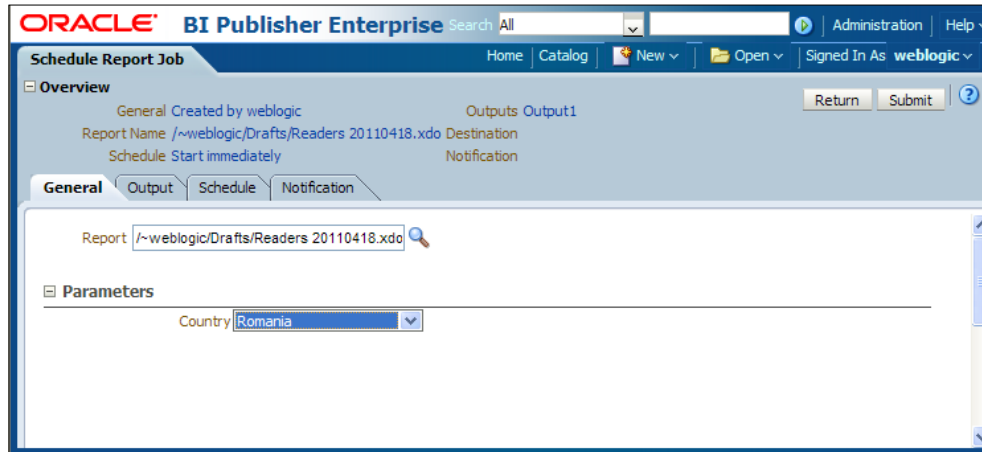 ORACLE BI Publisher Enterprise Search All Administration Help
Schedule Report Job Home Catalog New Open Signed In As weblogic
Overview
Return Submit ?
General Created by weblogic Outputs Output1
Report Name /~weblogic/Drafts/Readers 20110418.xdo Destination
Schedule Start immediately Notification
General Output Schedule Notification
Report /~weblogic/Drafts/Readers 20110418.xdo
Parameters
Country Romania